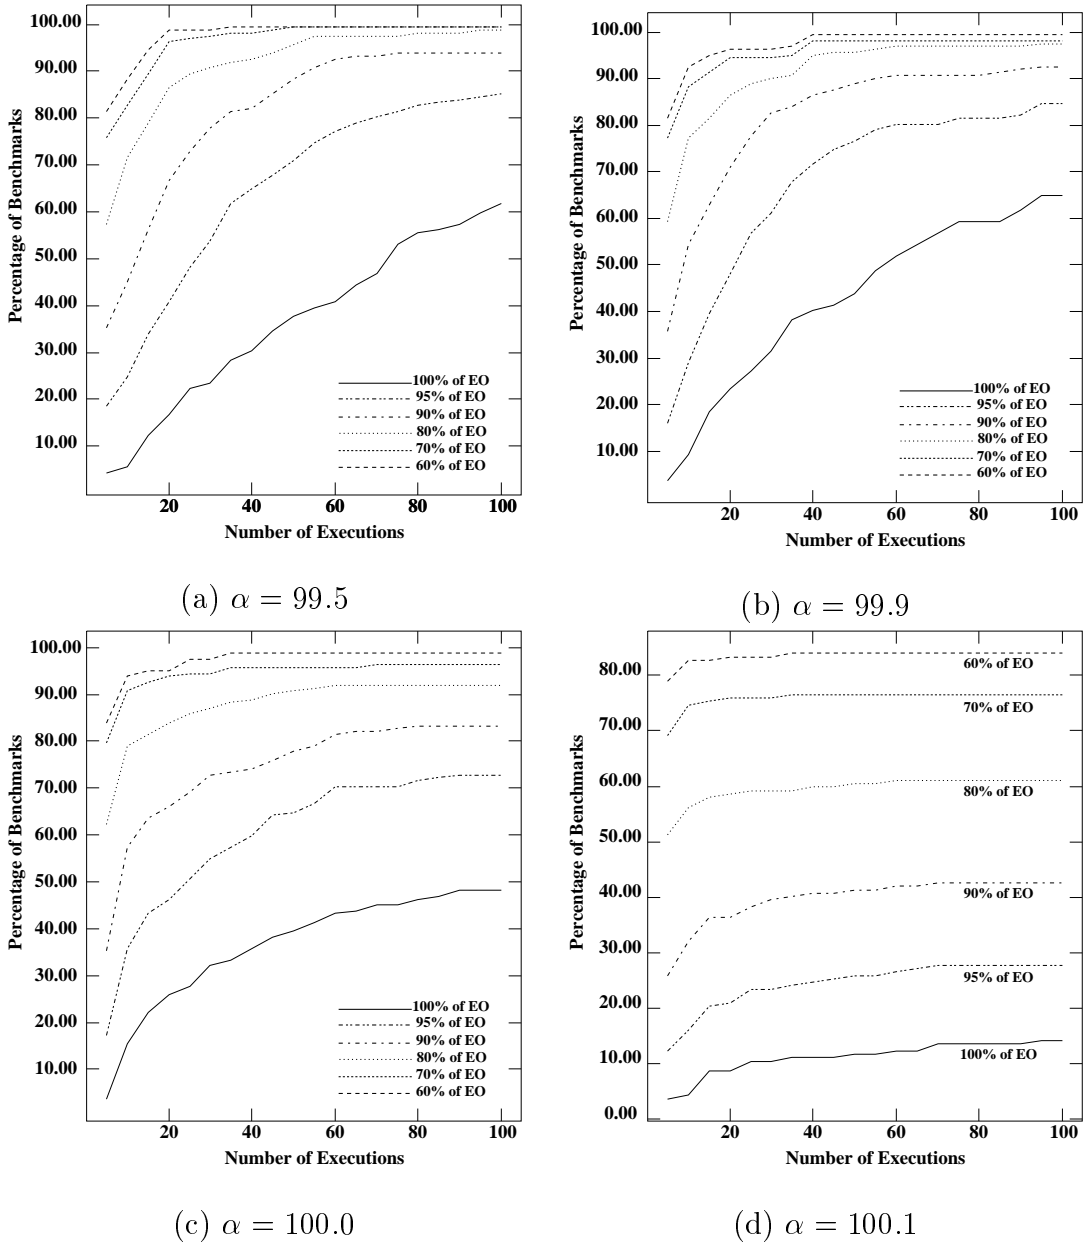 100.00
90.00
80.00
70.00
60.00
50.00
40.00
30.00
20.00
10.00
Percentage of Benchmarks
100% of EO
95% of EO
90% of EO
80% of EO
70% of EO
60% of EO
20 40 60 80 100
Number of Executions
(a) α = 99.5
100.00
90.00
80.00
70.00
60.00
50.00
40.00
30.00
20.00
10.00
Percentage of Benchmarks
100% of EO
95% of EO
90% of EO
80% of EO
70% of EO
60% of EO
20 40 60 80 100
Number of Executions
(b) α = 99.9
100.00
90.00
80.00
70.00
60.00
50.00
40.00
30.00
20.00
10.00
Percentage of Benchmarks
100% of EO
95% of EO
90% of EO
80% of EO
70% of EO
60% of EO
20 40 60 80 100
Number of Executions
(c) α = 100.0
80.00
70.00
60.00
50.00
40.00
30.00
20.00
10.00
0.00
Percentage of Benchmarks
60% of EO
70% of EO
80% of EO
90% of EO
95% of EO
100% of EO
20 40 60 80 100
Number of Executions
(d) α = 100.1